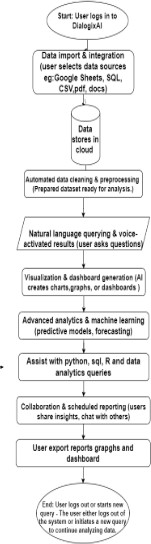 Start: User logs in to
DialogixAI
Data import & integration
(user selects data sources
eg:Google Sheets, SQL,
CSV,pdf, docs)
Data
stores in
cloud
Automated data cleaning & preprocessing
(Prepared dataset ready for analysis.)
Natural language querying & voice-
activated results (user asks questions)
Visualization & dashboard generation (AI
creates charts,graphs, or dashboards )
Advanced analytics & machine learning
(predictive models, forecasting)
Assist with python, sql, R and data
analytics queries
Collaboration & scheduled reporting (users
share insights, chat with others)
User export reports grapghs and
dashboard
End: User logs out or starts new
query - The user either logs out of
the system or initiates a new query
to continue analyzing data.